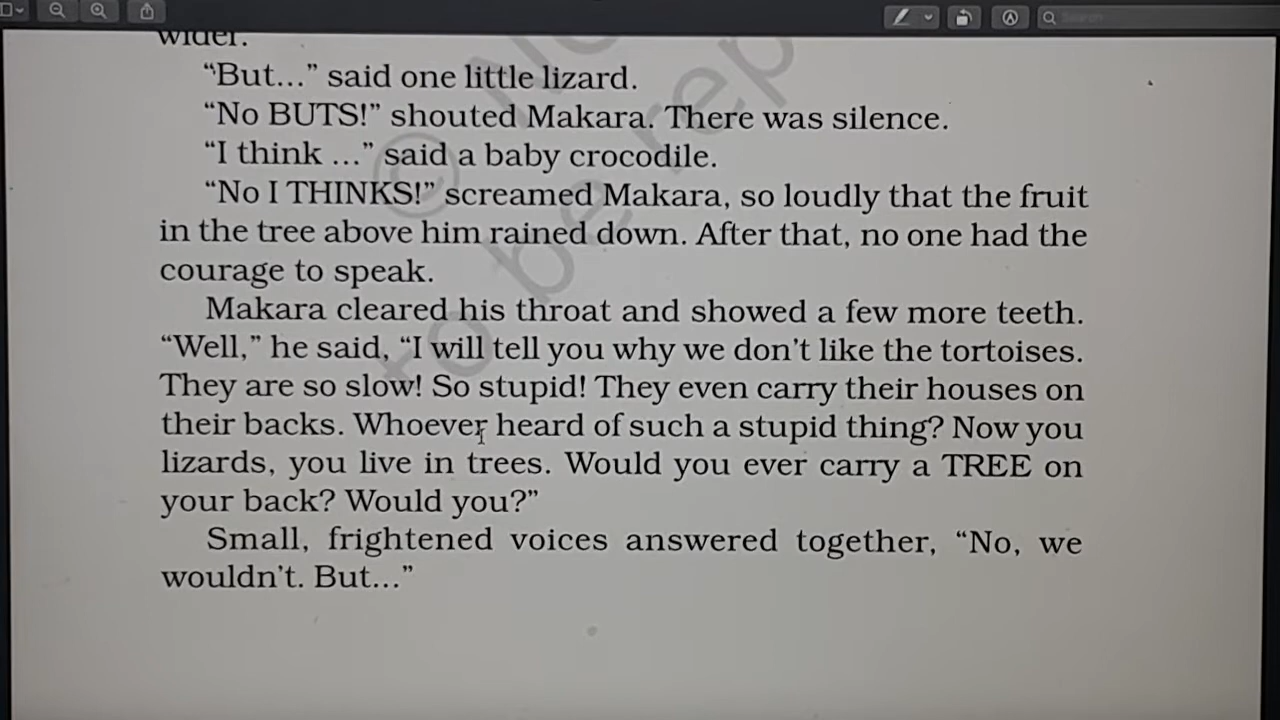 wider.
“But...” said one little lizard.
“No BUTS!” shouted Makara. There was silence.
“I think ...” said a baby crocodile.
“No I THINKS!” screamed Makara, so loudly that the fruit
in the tree above him rained down. After that, no one had the
courage to speak.
Makara cleared his throat and showed a few more teeth.
“Well,” he said, “I will tell you why we don’t like the tortoises.
They are so slow! So stupid! They even carry their houses on
their backs. Whoever heard of such a stupid thing? Now you
lizards, you live in trees. Would you ever carry a TREE on
your back? Would you?”
Small, frightened voices answered together, “No, we
wouldn’t. But...”
Search
to be rep